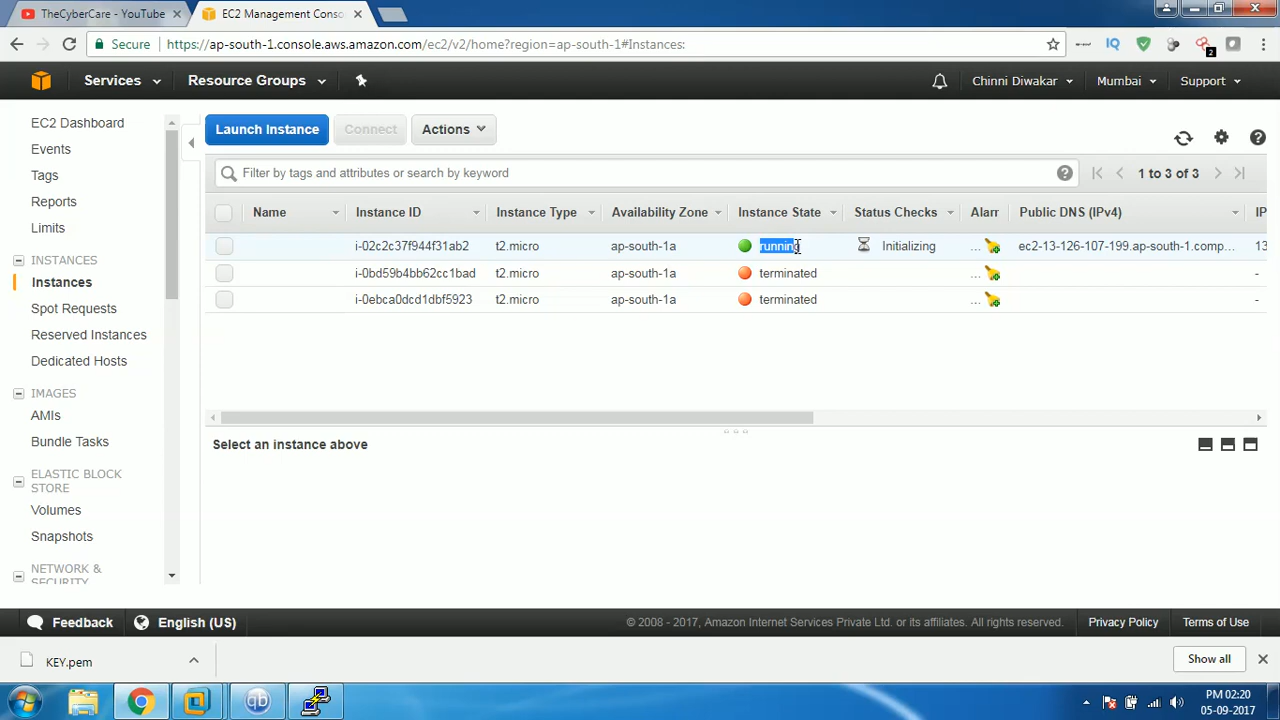 TheCyberCare - YouTube
EC2 Management Conso
Secure https://ap-south-1.console.aws.amazon.com/ec2/v2/home?region=ap-south-1#Instances:
IQ
2
Services
Resource Groups
Chinni Diwakar
Mumbai
Support
EC2 Dashboard
Events
Tags
Reports
Limits
INSTANCES
Instances
Spot Requests
Reserved Instances
Dedicated Hosts
IMAGES
AMIs
Bundle Tasks
ELASTIC BLOCK
STORE
Volumes
Snapshots
NETWORK &
SECURITY
Launch Instance
Connect
Actions
Filter by tags and attributes or search by keyword
1 to 3 of 3
Name Instance ID Instance Type Availability Zone Instance State Status Checks Alarr Public DNS (IPv4) IP
i-02c2c37f944f31ab2 t2.micro ap-south-1a running Initializing ... ec2-13-126-107-199.ap-south-1.comp... 13
i-0bd59b4bb62cc1bad t2.micro ap-south-1a terminated ... -
i-0ebca0dcd1dbf5923 t2.micro ap-south-1a terminated ... -
Select an instance above
Feedback
English (US)
© 2008 - 2017, Amazon Internet Services Private Ltd. or its affiliates. All rights reserved.
Privacy Policy
Terms of Use
KEY.pem
Show all
qb
PM 02:20
05-09-2017